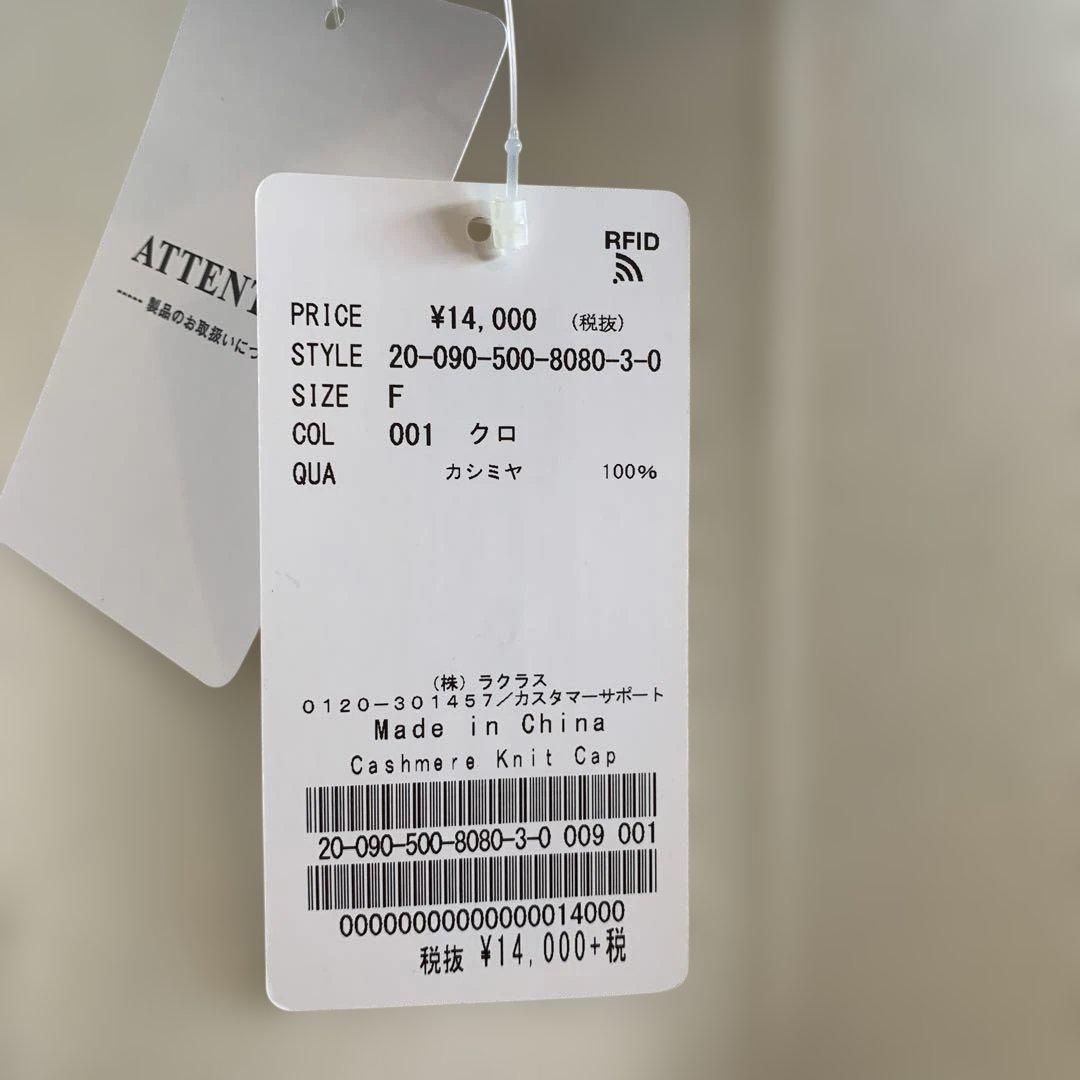 ATTENT
----- 製品のお取扱いにつ
RFID
PRICE ¥14,000 (税抜)
STYLE 20-090-500-8080-3-0
SIZE F
COL 001 クロ
QUA カシミヤ 100%
(株) ラクラス
0120-301457/カスタマーサポート
Made in China
Cashmere Knit Cap
20-090-500-8080-3-0 009 001
00000000000000014000
税抜 ¥14,000+税